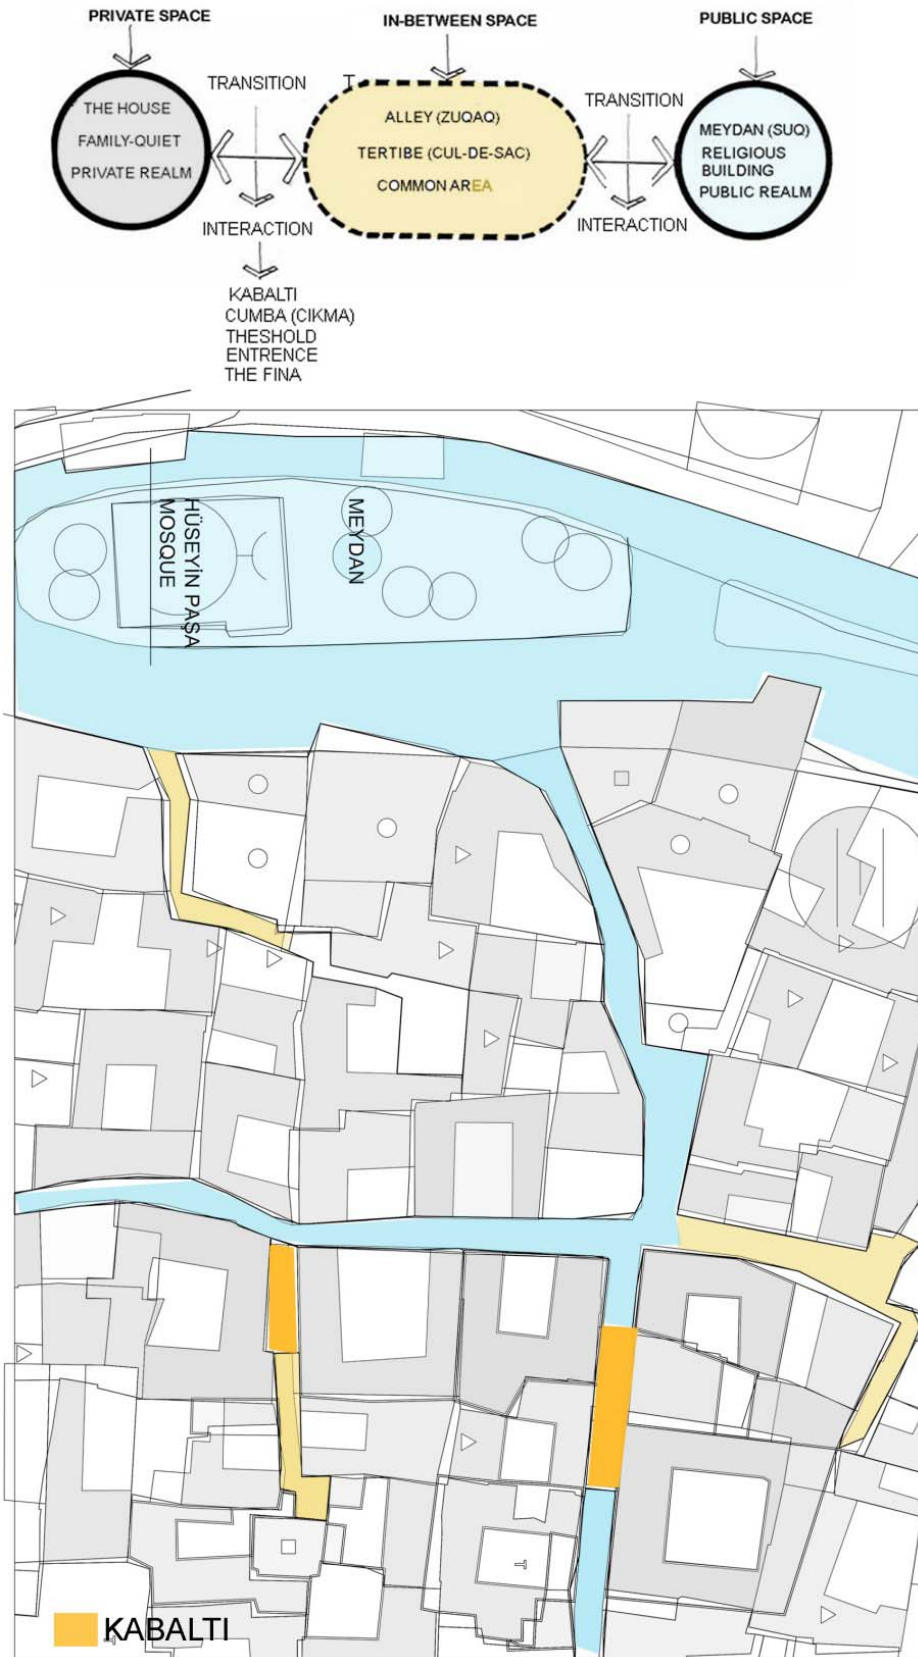 PRIVATE SPACE
IN-BETWEEN SPACE
PUBLIC SPACE
THE HOUSE
FAMILY-QUIET
PRIVATE REALM
TRANSITION
INTERACTION
T
ALLEY (ZUQAQ)
TERTIBE (CUL-DE-SAC)
COMMON AREA
TRANSITION
INTERACTION
MEYDAN (SUQ)
RELIGIOUS
BUILDING
PUBLIC REALM
KABALTI
CUMBA (CIKMA)
THESHOLD
ENTRENCE
THE FINA
HÜSEYİN PAŞA
MOSQUE
MEYDAN
T
KABALTI
T